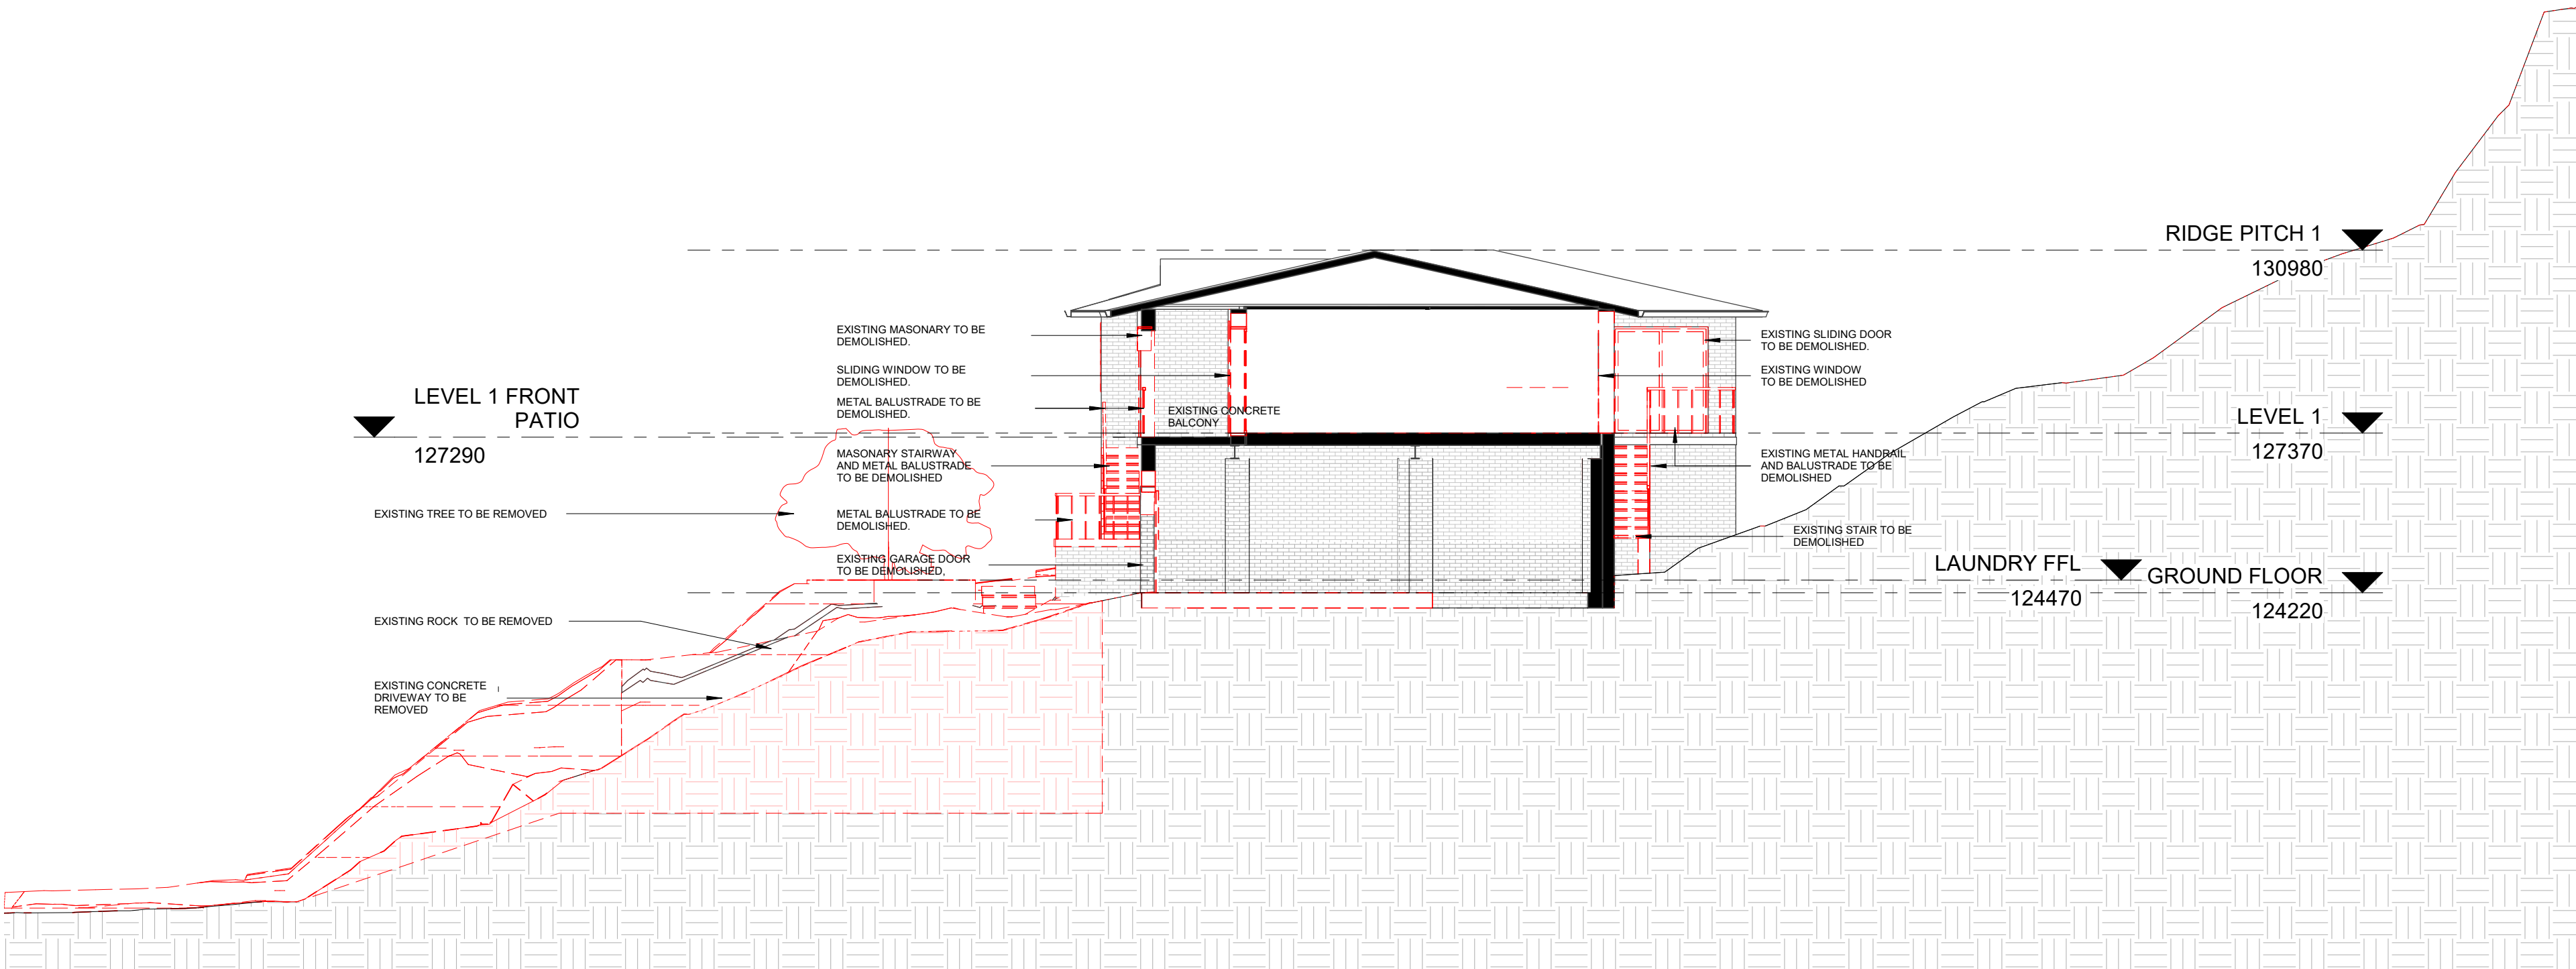 RIDGE PITCH 1
130980
EXISTING MASONARY TO BE
DEMOLISHED.
SLIDING WINDOW TO BE
DEMOLISHED.
METAL BALUSTRADE TO BE
DEMOLISHED.
EXISTING CONCRETE
BALCONY
EXISTING SLIDING DOOR
TO BE DEMOLISHED.
EXISTING WINDOW
TO BE DEMOLISHED
LEVEL 1 FRONT
PATIO
127290
LEVEL 1
127370
MASONARY STAIRWAY
AND METAL BALUSTRADE
TO BE DEMOLISHED
EXISTING METAL HANDRAIL
AND BALUSTRADE TO BE
DEMOLISHED
EXISTING TREE TO BE REMOVED
METAL BALUSTRADE TO BE
DEMOLISHED.
EXISTING STAIR TO BE
DEMOLISHED
EXISTING GARAGE DOOR
TO BE DEMOLISHED,
LAUNDRY FFL
124470
GROUND FLOOR
124220
EXISTING ROCK TO BE REMOVED
EXISTING CONCRETE
DRIVEWAY TO BE
REMOVED